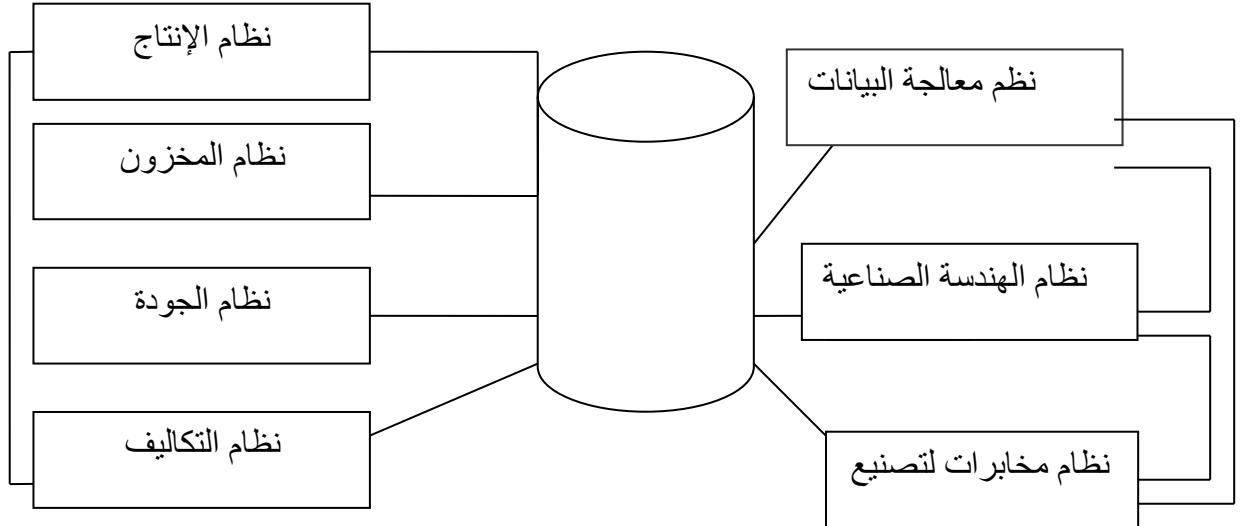 نظم معالجة البيانات
نظام الهندسة الصناعية
نظام مخابرات لتصنيع
نظام الإنتاج
نظام المخزون
نظام الجودة
نظام التكاليف